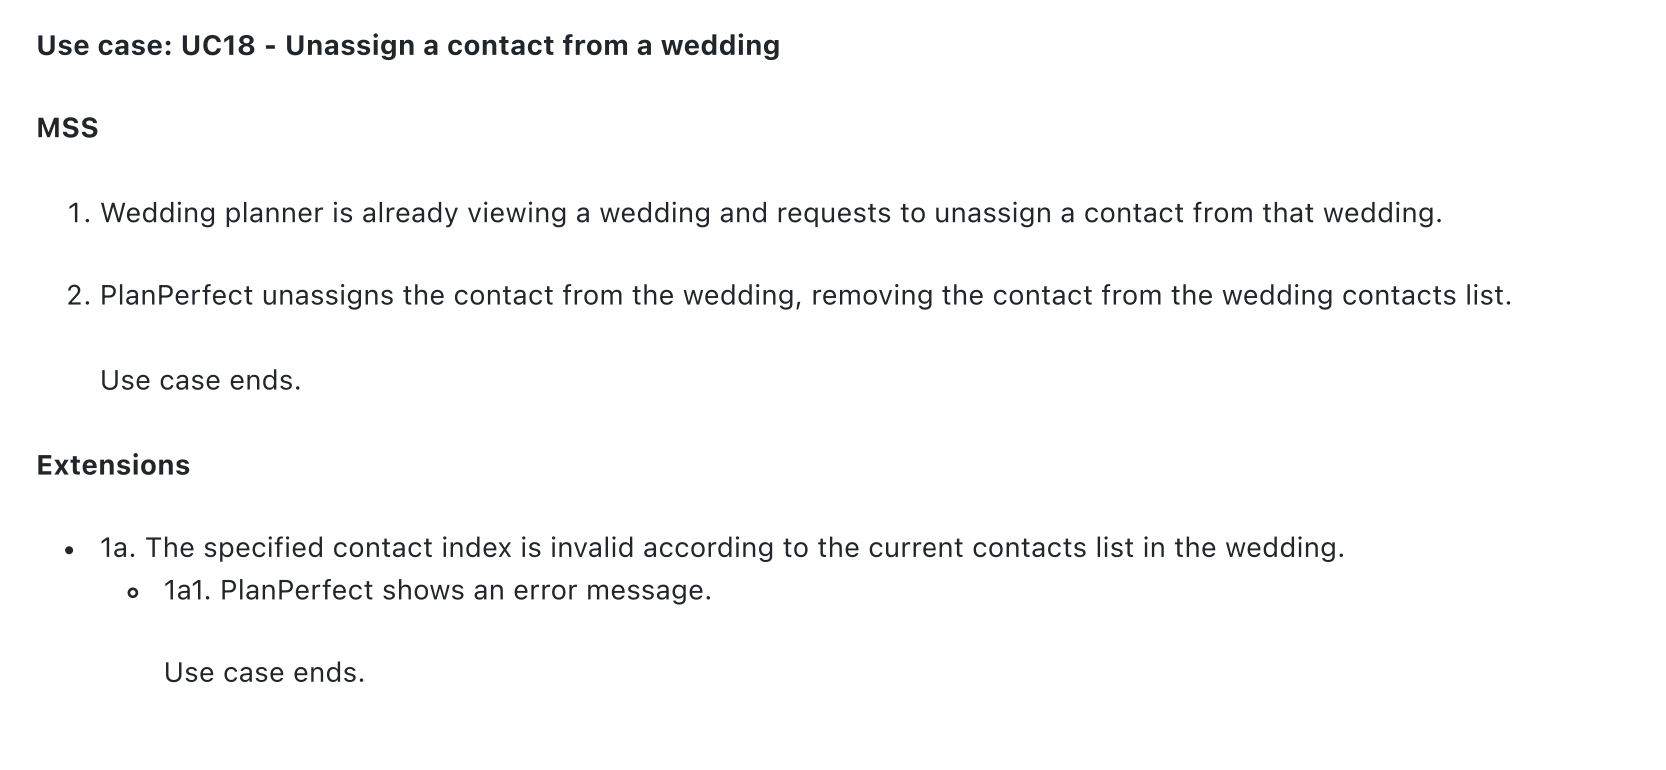 Use case: UC18 - Unassign a contact from a wedding
MSS
1. Wedding planner is already viewing a wedding and requests to unassign a contact from that wedding.
2. PlanPerfect unassigns the contact from the wedding, removing the contact from the wedding contacts list.
Use case ends.
Extensions
• 1a. The specified contact index is invalid according to the current contacts list in the wedding.
◦ 1a1. PlanPerfect shows an error message.
Use case ends.